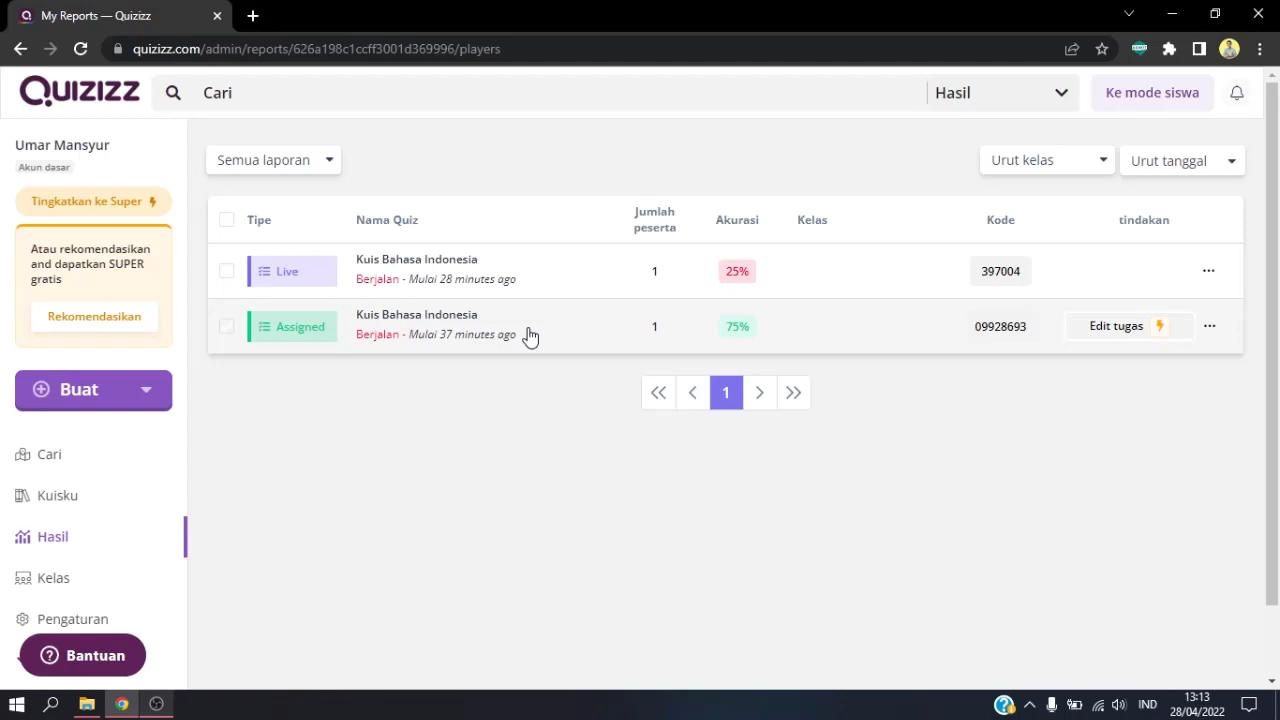 My Reports — Quizizz
quizizz.com/admin/reports/626a198c1ccff3001d369996/players
QUIZIZZ
Cari
Hasil
Ke mode siswa
Umar Mansyur
Akun dasar
Tingkatkan ke Super
Atau rekomendasikan
and dapatkan SUPER
gratis
Rekomendasikan
Buat
Cari
Kuisku
Hasil
Kelas
Pengaturan
Bantuan
Semua laporan
Urut kelas
Urut tanggal
Tipe
Nama Quiz
Jumlah
peserta
Akurasi
Kelas
Kode
tindakan
Live
Kuis Bahasa Indonesia
Berjalan - Mulai 28 minutes ago
1
25%
397004
Assigned
Kuis Bahasa Indonesia
Berjalan - Mulai 37 minutes ago
1
75%
09928693
Edit tugas
1
IND
13:13
28/04/2022